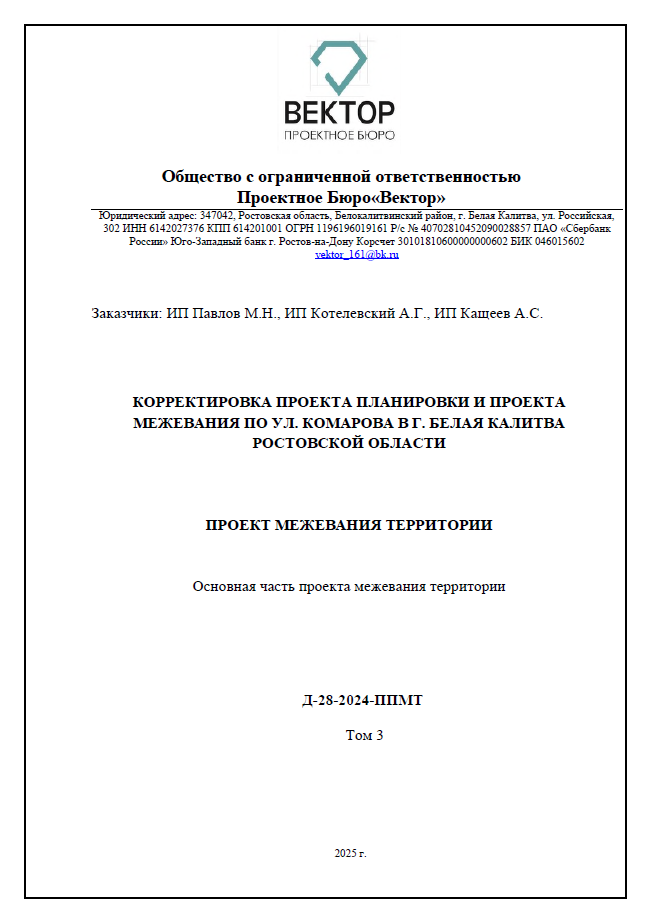 ВЕКТОР
ПРОЕКТНОЕ БЮРО
Общество с ограниченной ответственностью
Проектное Бюро«Вектор»
Юридический адрес: 347042, Ростовская область, Белокалитвинский район, г. Белая Калитва, ул. Российская,
302 ИНН 6142027376 КПП 614201001 ОГРН 1196196019161 Р/с № 40702810452090028857 ПАО «Сбербанк
России» Юго-Западный банк г. Ростов-на-Дону Корсчет 30101810600000000602 БИК 046015602
vektor_161@bk.ru
Заказчики: ИП Павлов М.Н., ИП Котелевский А.Г., ИП Кащеев А.С.
КОРРЕКТИРОВКА ПРОЕКТА ПЛАНИРОВКИ И ПРОЕКТА
МЕЖЕВАНИЯ ПО УЛ. КОМАРОВА В Г. БЕЛАЯ КАЛИТВА
РОСТОВСКОЙ ОБЛАСТИ
ПРОЕКТ МЕЖЕВАНИЯ ТЕРРИТОРИИ
Основная часть проекта межевания территории
Д-28-2024-ППМТ
Том 3
2025 г.